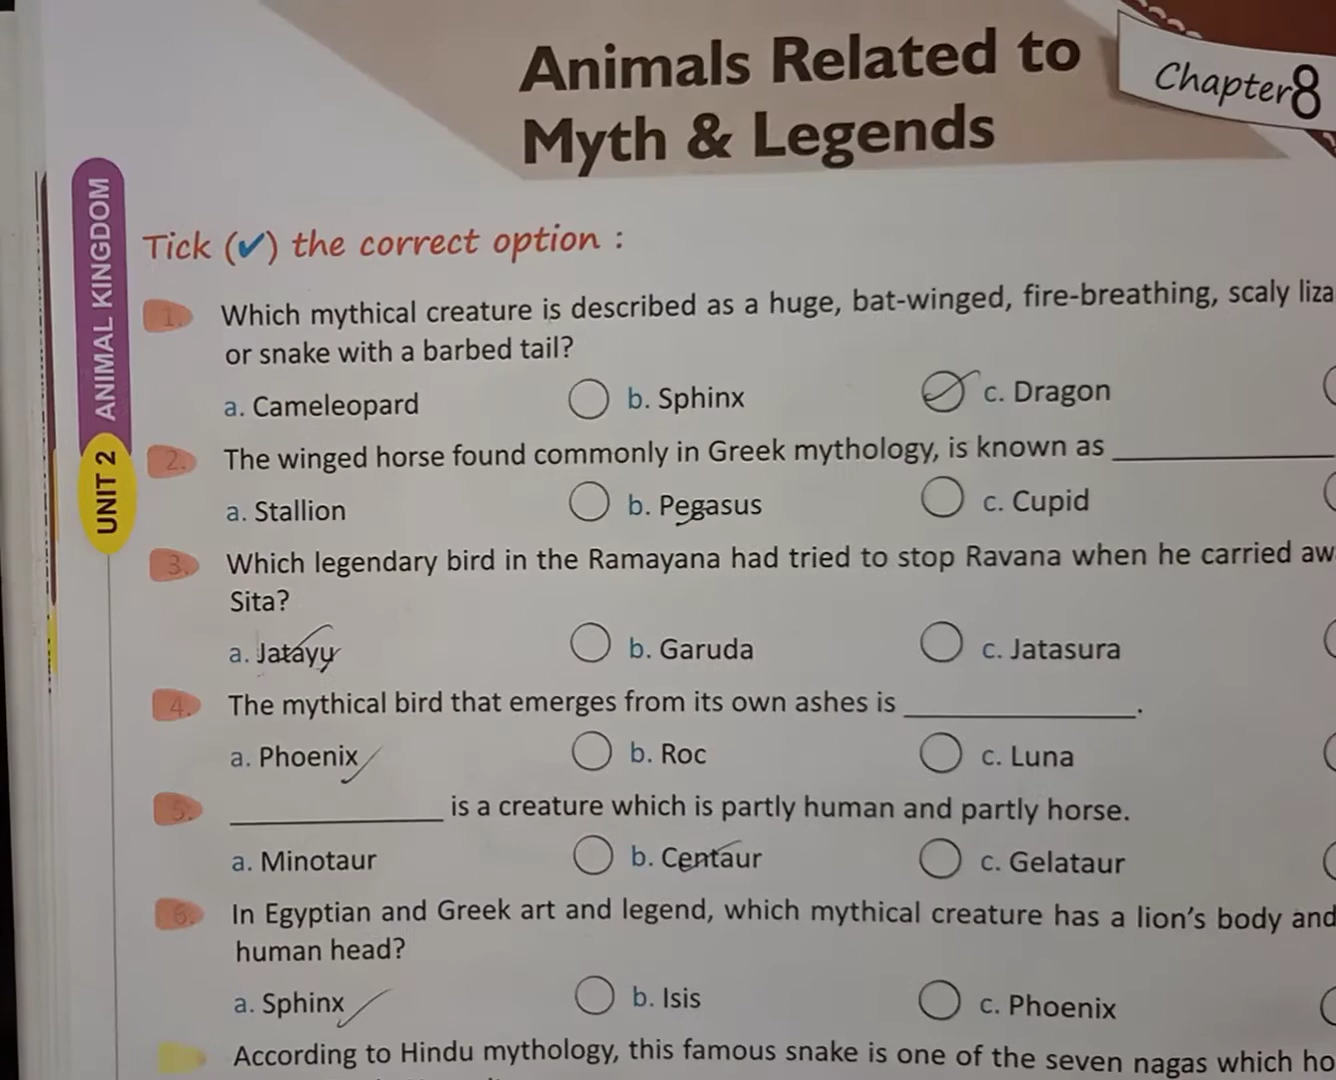 Animals Related to
Myth & Legends
Chapter 8
UNIT 2 ANIMAL KINGDOM
Tick (✔) the correct option :
1. Which mythical creature is described as a huge, bat-winged, fire-breathing, scaly liza
or snake with a barbed tail?
a. Cameleopard b. Sphinx c. Dragon
2. The winged horse found commonly in Greek mythology, is known as ____________
a. Stallion b. Pegasus c. Cupid
3. Which legendary bird in the Ramayana had tried to stop Ravana when he carried aw
Sita?
a. Jatayy b. Garuda c. Jatasura
4. The mythical bird that emerges from its own ashes is ____________.
a. Phoenix b. Roc c. Luna
5. ____________ is a creature which is partly human and partly horse.
a. Minotaur b. Centaur c. Gelataur
6. In Egyptian and Greek art and legend, which mythical creature has a lion's body and
human head?
a. Sphinx b. Isis c. Phoenix
According to Hindu mythology, this famous snake is one of the seven nagas which ho